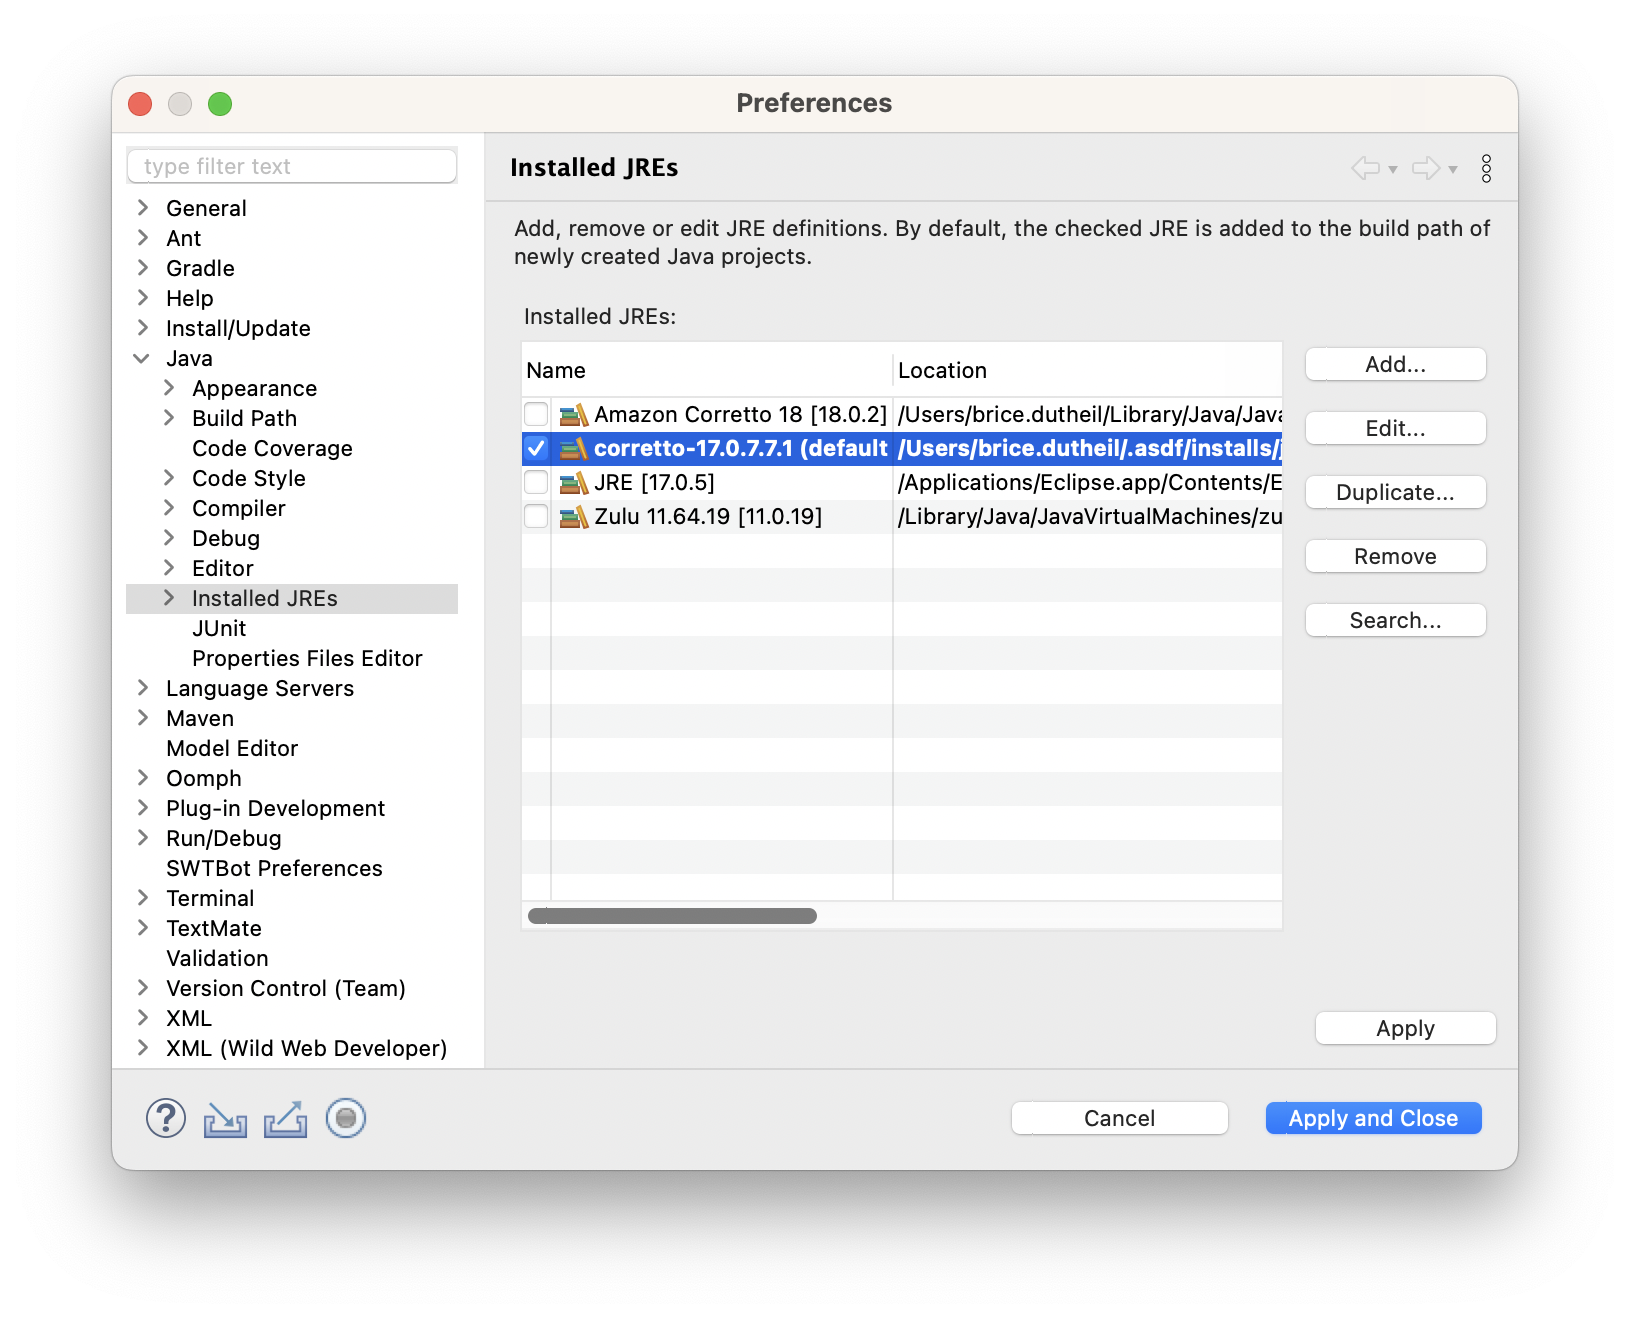 Preferences
type filter text
General
Ant
Gradle
Help
Install/Update
Java
Appearance
Build Path
Code Coverage
Code Style
Compiler
Debug
Editor
Installed JREs
JUnit
Properties Files Editor
Language Servers
Maven
Model Editor
Oomph
Plug-in Development
Run/Debug
SWTBot Preferences
Terminal
TextMate
Validation
Version Control (Team)
XML
XML (Wild Web Developer)
Installed JREs
Add, remove or edit JRE definitions. By default, the checked JRE is added to the build path of
newly created Java projects.
Installed JREs:
Name Location
Amazon Corretto 18 [18.0.2] /Users/brice.dutheil/Library/Java/Java
corretto-17.0.7.7.1 (default /Users/brice.dutheil/.asdf/installs/j
JRE [17.0.5] /Applications/Eclipse.app/Contents/E
Zulu 11.64.19 [11.0.19] /Library/Java/JavaVirtualMachines/zu
Add...
Edit...
Duplicate...
Remove
Search...
Apply
?
Cancel
Apply and Close